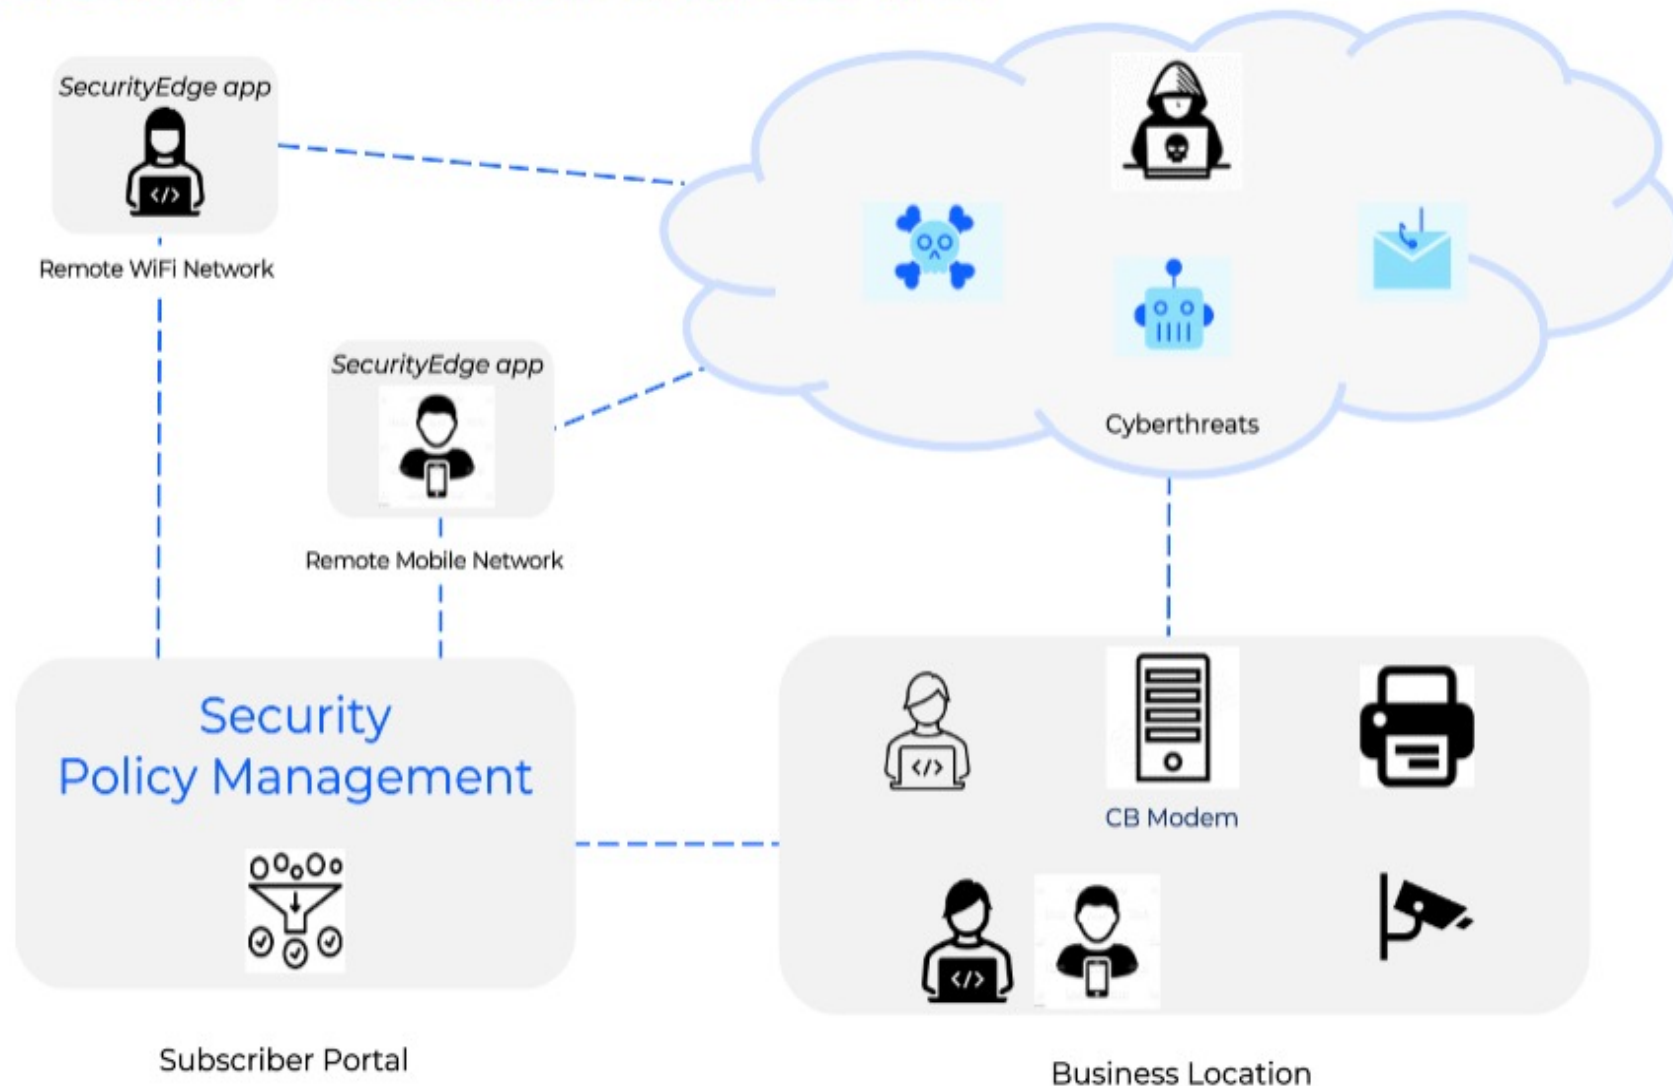 SecurityEdge app
Remote WiFi Network
SecurityEdge app
Remote Mobile Network
Cyberthreats
Security
Policy Management
Subscriber Portal
CB Modem
Business Location